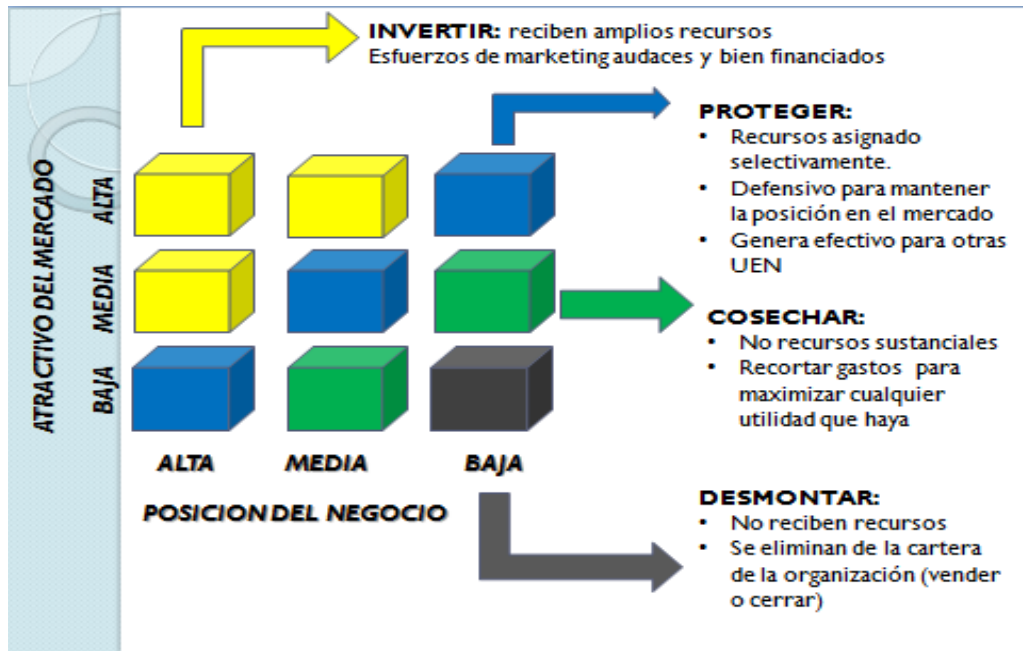 INVERTIR: reciben amplios recursos
Esfuerzos de marketing audaces y bien financiados
PROTEGER:
• Recursos asignado
selectivamente.
• Defensivo para mantener
la posición en el mercado
• Genera efectivo para otras
UEN
COSECHAR:
• No recursos sustanciales
• Recortar gastos para
maximizar cualquier
utilidad que haya
DESMONTAR:
• No reciben recursos
• Se eliminan de la cartera
de la organización (vender
o cerrar)
ATRACTIVO DEL MERCADO
ALTA
MEDIA
BAJA
ALTA MEDIA BAJA
POSICION DEL NEGOCIO